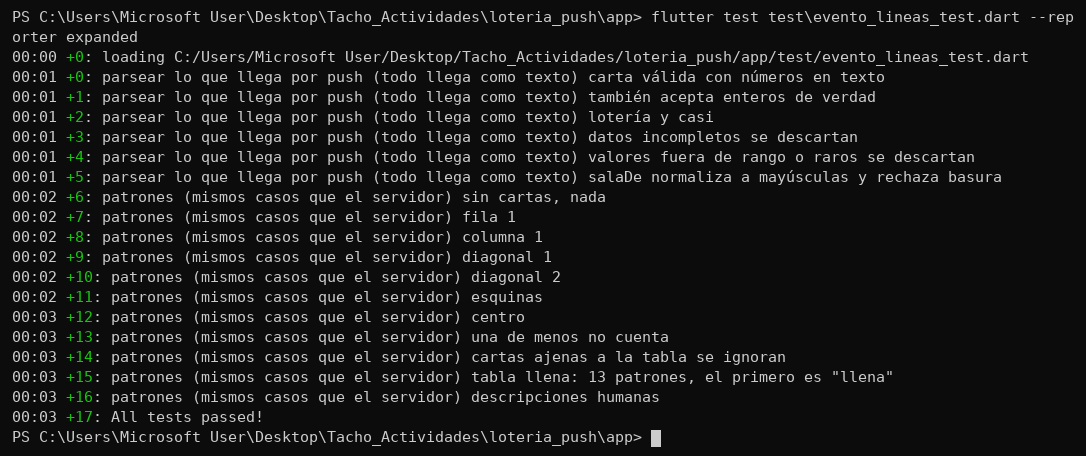 PS C:\Users\Microsoft User\Desktop\Tacho_Actividades\loteria_push\app> flutter test test\evento_lineas_test.dart --rep
orter expanded
00:00 +0: loading C:/Users/Microsoft User/Desktop/Tacho_Actividades/loteria_push/app/test/evento_lineas_test.dart
00:01 +0: parsear lo que llega por push (todo llega como texto) carta válida con números en texto
00:01 +1: parsear lo que llega por push (todo llega como texto) también acepta enteros de verdad
00:01 +2: parsear lo que llega por push (todo llega como texto) lotería y casi
00:01 +3: parsear lo que llega por push (todo llega como texto) datos incompletos se descartan
00:01 +4: parsear lo que llega por push (todo llega como texto) valores fuera de rango o raros se descartan
00:01 +5: parsear lo que llega por push (todo llega como texto) salaDe normaliza a mayúsculas y rechaza basura
00:02 +6: patrones (mismos casos que el servidor) sin cartas, nada
00:02 +7: patrones (mismos casos que el servidor) fila 1
00:02 +8: patrones (mismos casos que el servidor) columna 1
00:02 +9: patrones (mismos casos que el servidor) diagonal 1
00:02 +10: patrones (mismos casos que el servidor) diagonal 2
00:02 +11: patrones (mismos casos que el servidor) esquinas
00:03 +12: patrones (mismos casos que el servidor) centro
00:03 +13: patrones (mismos casos que el servidor) una de menos no cuenta
00:03 +14: patrones (mismos casos que el servidor) cartas ajenas a la tabla se ignoran
00:03 +15: patrones (mismos casos que el servidor) tabla llena: 13 patrones, el primero es "llena"
00:03 +16: patrones (mismos casos que el servidor) descripciones humanas
00:03 +17: All tests passed!
PS C:\Users\Microsoft User\Desktop\Tacho_Actividades\loteria_push\app>